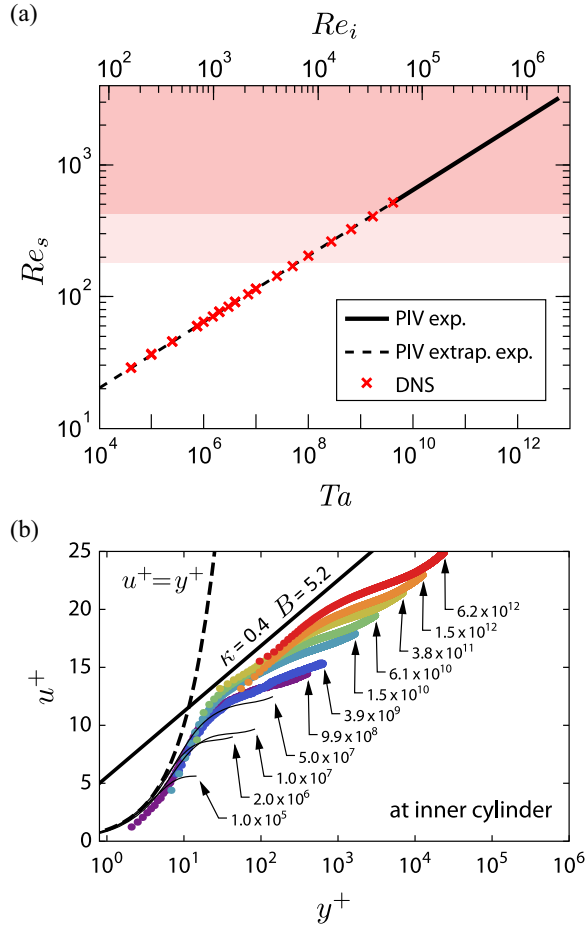 (a)
Re_i
10^2 10^3 10^4 10^5 10^6
10^3
10^2
10^1
Re_s
PIV exp.
PIV extrap. exp.
DNS
10^4 10^6 10^8 10^10 10^12
Ta
(b)
25
20
15
10
5
0
u^+
u^+=y^+
κ = 0.4 B = 5.2
6.2 x 10^12
1.5 x 10^12
3.8 x 10^11
6.1 x 10^10
1.5 x 10^10
3.9 x 10^9
9.9 x 10^8
5.0 x 10^7
1.0 x 10^7
2.0 x 10^6
1.0 x 10^5
at inner cylinder
10^0 10^1 10^2 10^3 10^4 10^5 10^6
y^+